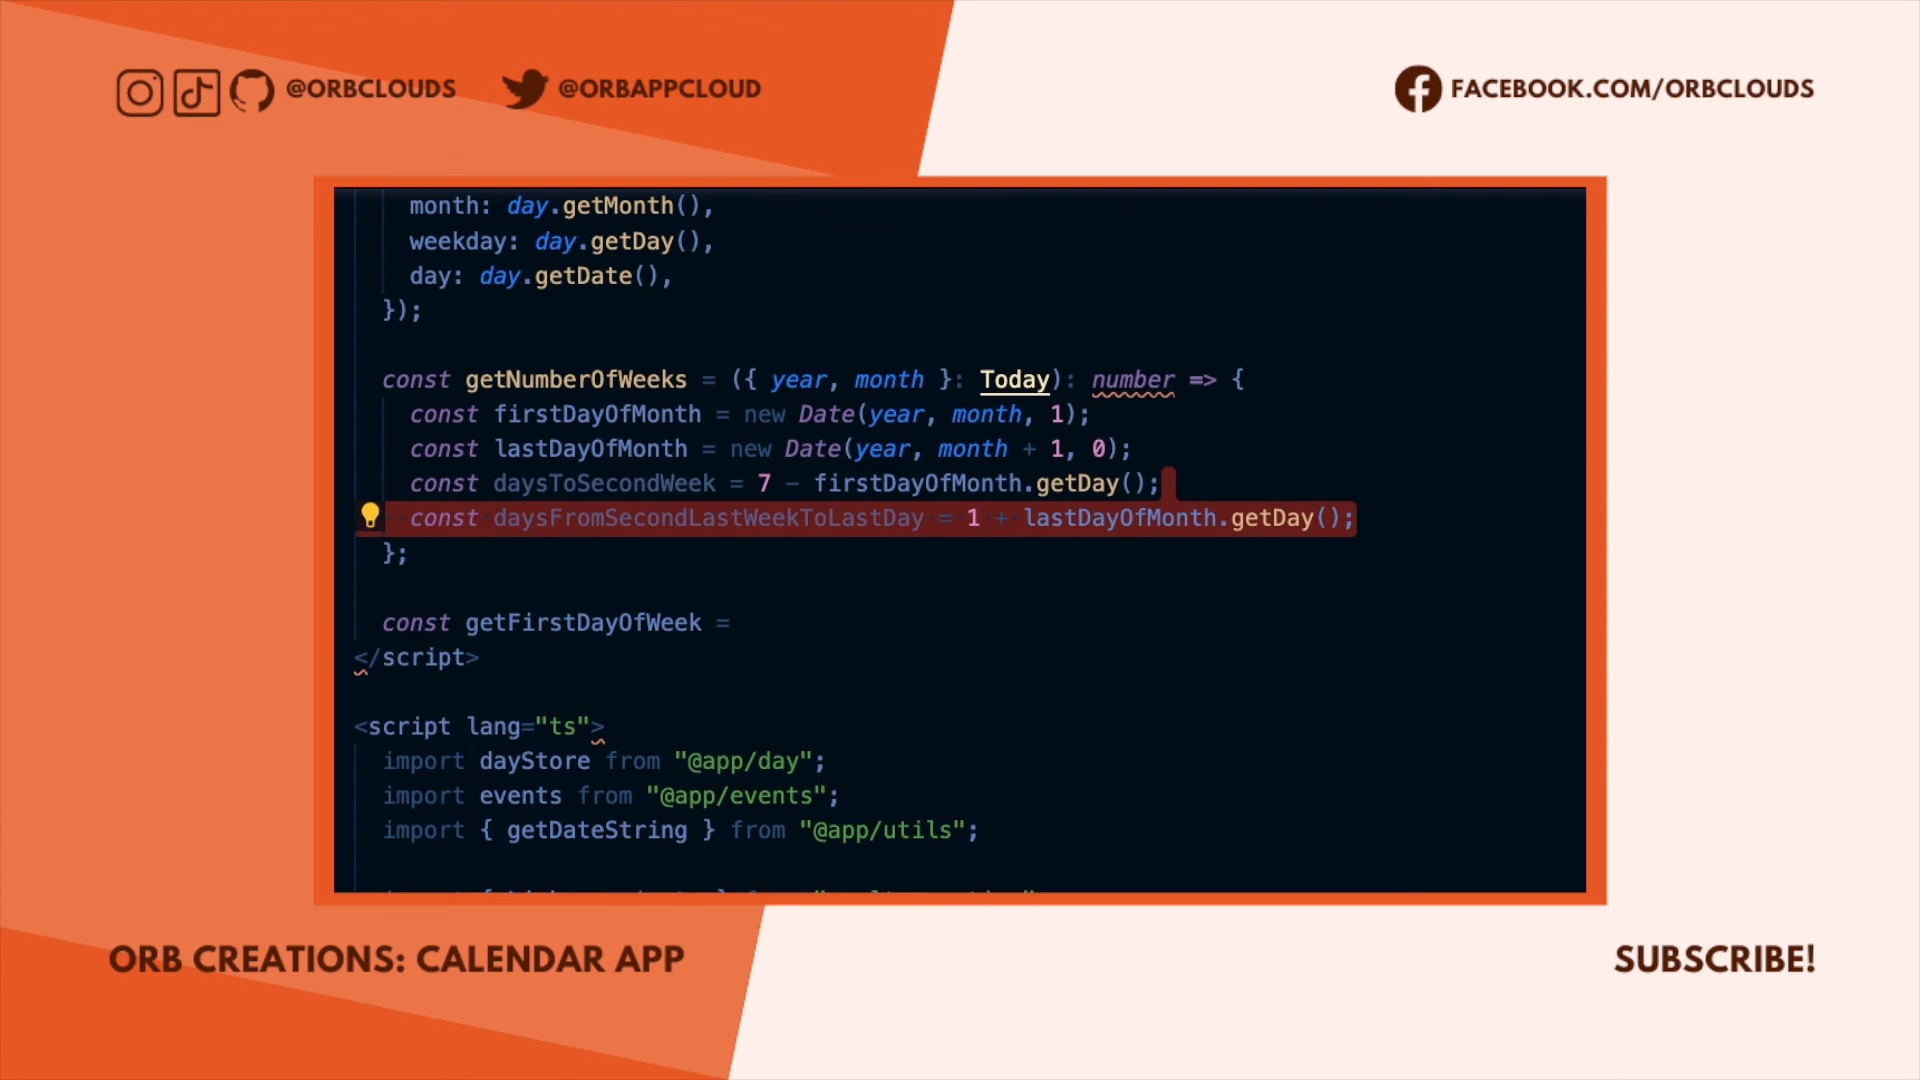 @ORBCLOUDS @ORBAPPCLOUD FACEBOOK.COM/ORBCLOUDS
month: day.getMonth(),
weekday: day.getDay(),
day: day.getDate(),
});
const getNumberOfWeeks = ({ year, month }: Today): number => {
const firstDayOfMonth = new Date(year, month, 1);
const lastDayOfMonth = new Date(year, month + 1, 0);
const daysToSecondWeek = 7 - firstDayOfMonth.getDay();
const daysFromSecondLastWeekToLastDay = 1 + lastDayOfMonth.getDay();
};
const getFirstDayOfWeek =
</script>
<script lang="ts">
import dayStore from "@app/day";
import events from "@app/events";
import { getDateString } from "@app/utils";
ORB CREATIONS: CALENDAR APP
SUBSCRIBE!